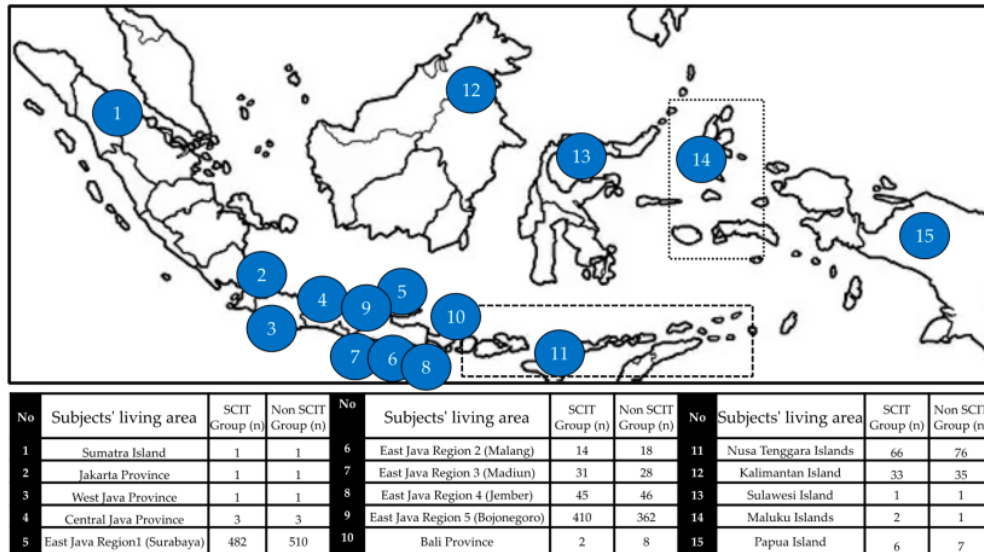 12
1
13
14
15
2
5
4
9
10
3
11
7
6
8
No Subjects' living area SCIT Group (n) Non SCIT Group (n)
1 Sumatra Island 1 1
2 Jakarta Province 1 1
3 West Java Province 1 1
4 Central Java Province 3 3
5 East Java Region1 (Surabaya) 482 510
No Subjects' living area SCIT Group (n) Non SCIT Group (n)
6 East Java Region 2 (Malang) 14 18
7 East Java Region 3 (Madiun) 31 28
8 East Java Region 4 (Jember) 45 46
9 East Java Region 5 (Bojonegoro) 410 362
10 Bali Province 2 8
No Subjects' living area SCIT Group (n) Non SCIT Group (n)
11 Nusa Tenggara Islands 66 76
12 Kalimantan Island 33 35
13 Sulawesi Island 1 1
14 Maluku Islands 2 1
15 Papua Island 6 7